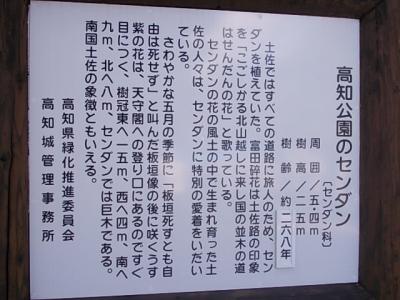 高知公園のセンダン
〔センダン科〕
周囲／五・四m
樹高／二五m
樹齢／約二六八年
土佐ではすべての道路に旅人のため、セン
ダンを植えていた。富田砕花は土佐路の印象
を「ここしかる北山越しに来し国の並木の道
はせんだんの花」と歌っている。
センダンの花の風土の中で生まれ育った土
佐の人々は、センダンに特別の愛着をいだい
ている。
さわやかな五月の季節に「板垣死すとも自
由は死せず」と叫んだ板垣像の後に咲くうす
紫の花は、天守閣への登り口にあるのですぐ
目につく、樹冠東へ一五m、西へ四m、南へ
九m、北へ八m、センダンでは巨木である。
南国土佐の象徴ともいえる。
高知県緑化推進委員会
高知城管理事務所